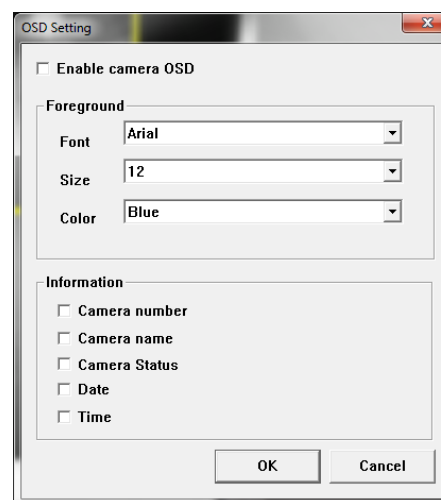 OSD Setting
Enable camera OSD
Foreground
Font Arial
Size 12
Color Blue
Information
Camera number
Camera name
Camera Status
Date
Time
OK Cancel